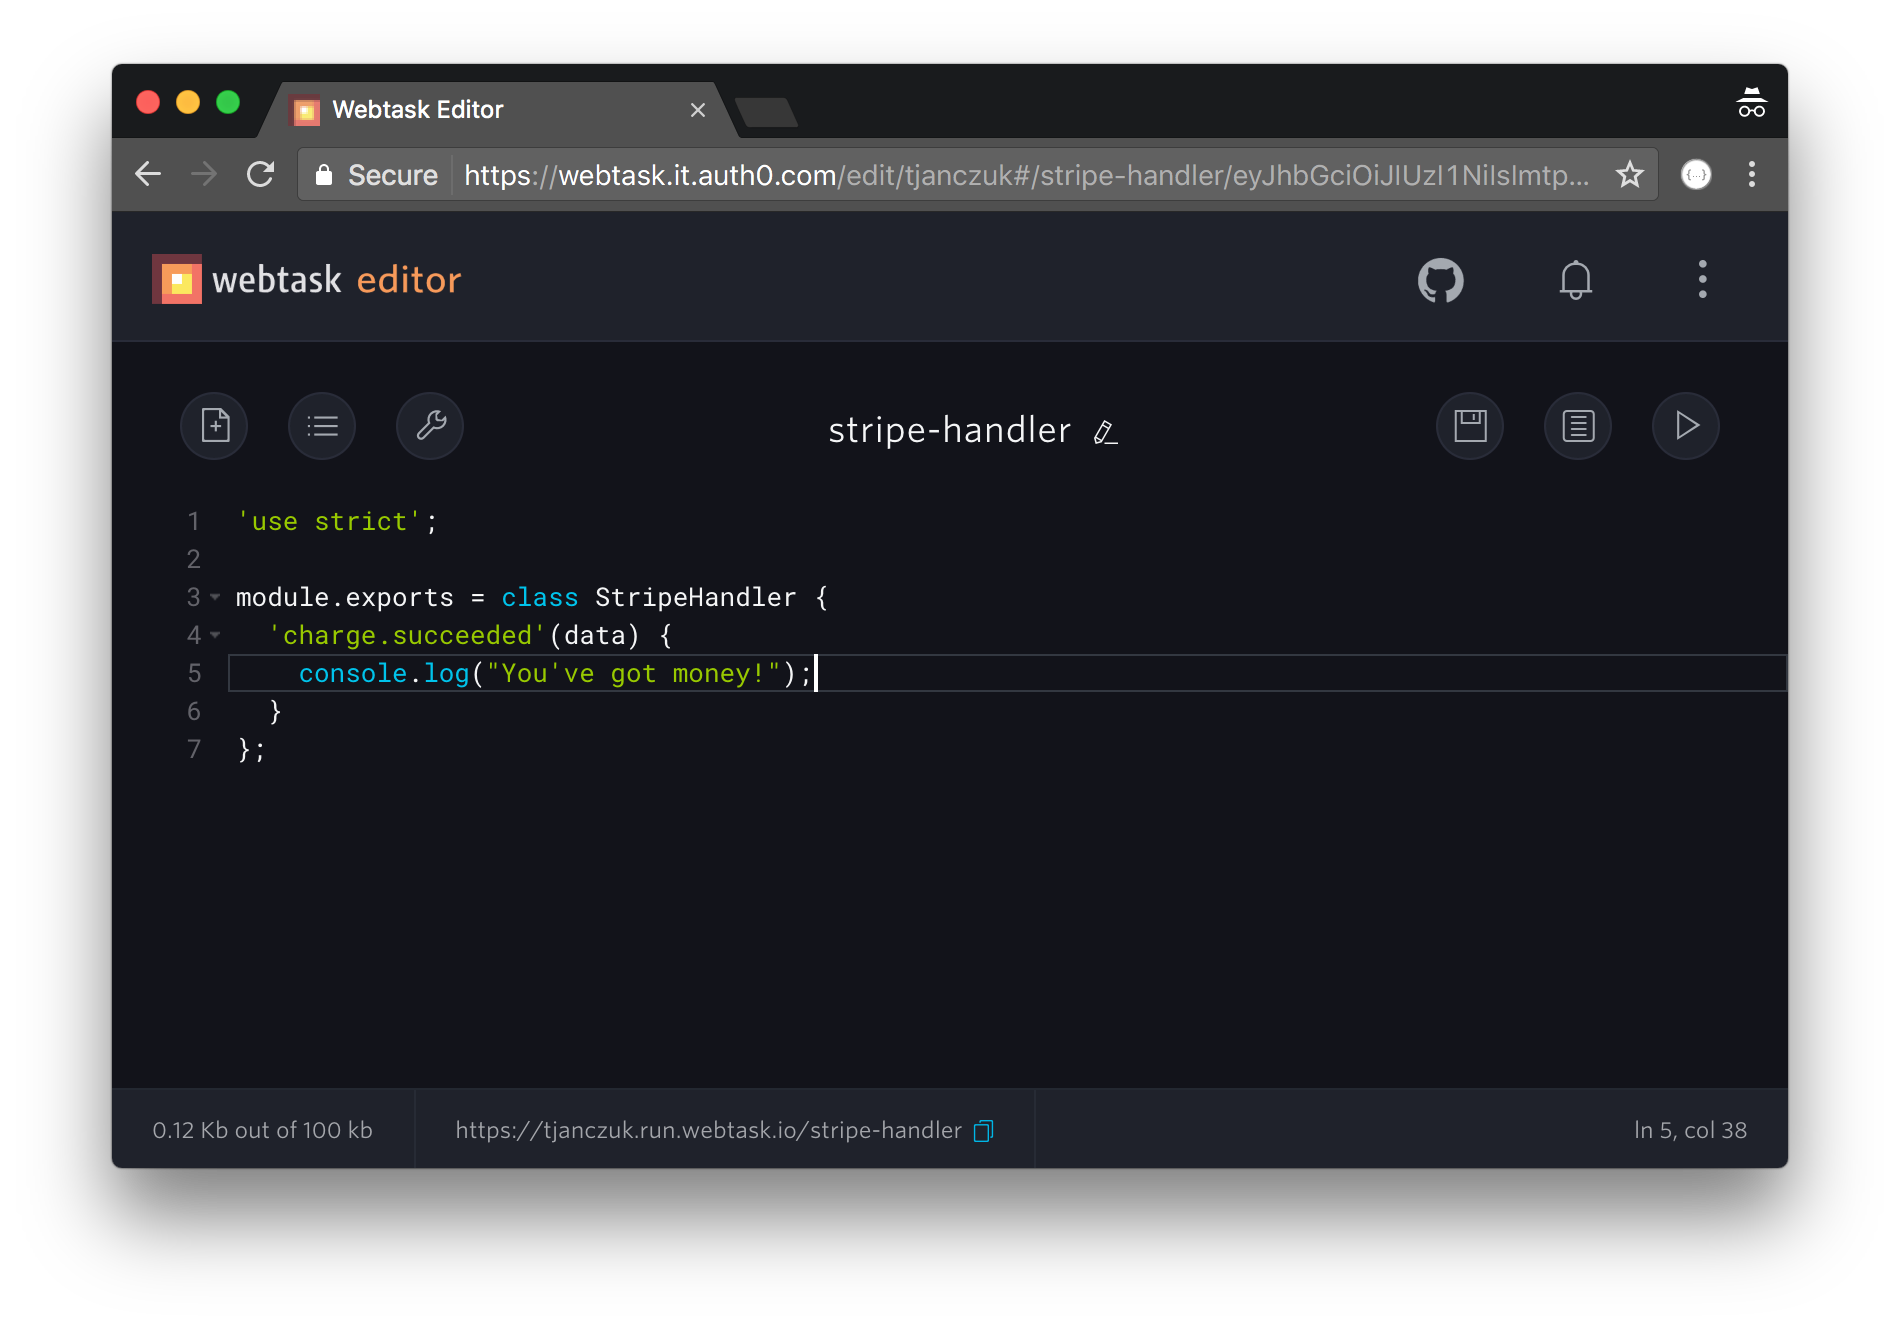 Webtask Editor
Secure https://webtask.it.auth0.com/edit/tjanczuk#/stripe-handler/eyJhbGciOiJIUzI1NiIsImtp...
{...}
webtask editor
stripe-handler
1 'use strict';
2
3 module.exports = class StripeHandler {
4 'charge.succeeded'(data) {
5 console.log("You've got money!");
6 }
7 };
0.12 Kb out of 100 kb
https://tjanczuk.run.webtask.io/stripe-handler
ln 5, col 38